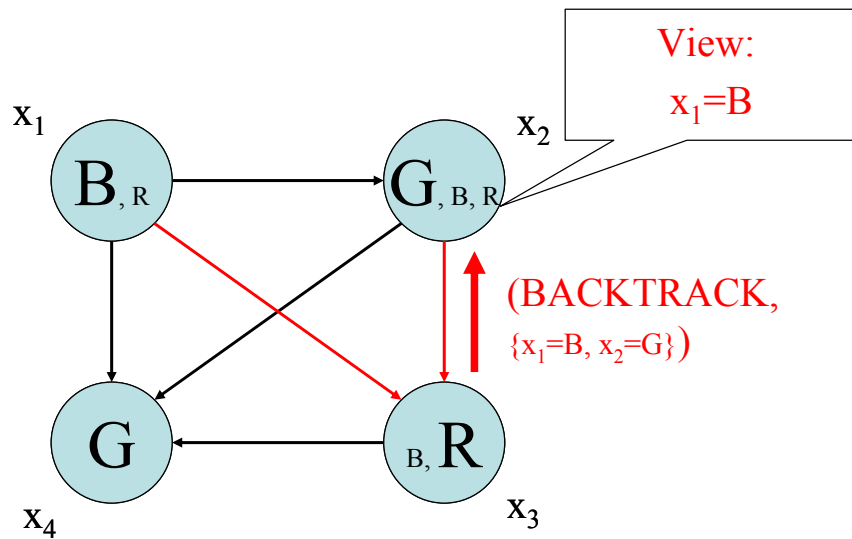 View:
x₁=B
x₁
x₂
B, R
G, B, R
(BACKTRACK,
{x₁=B, x₂=G})
G
B, R
x₄
x₃